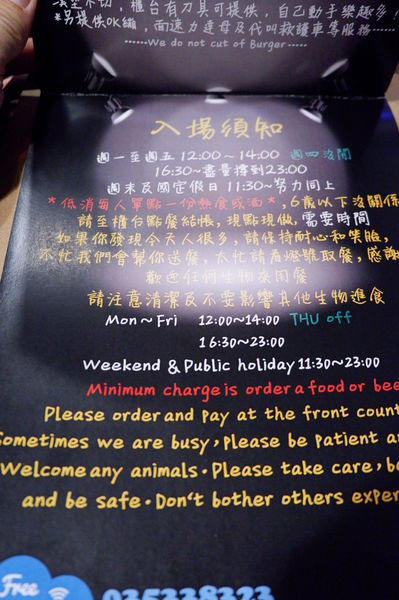 不切,櫃台有刀具可提供,自己動手樂趣多!
*另提供OK繃,面速力達母及代叫救護車等服務------
------We do not cut of Burger-----
入場須知
週一至週五 12:00~14:00 週四沒開
16:30~盡量撐到23:00
週末及國定假日 11:30~努力同上
*低消每人單點一份熱食或酒*,6歲以下沒關係
請至櫃台點餐結帳,現點現做,需要時間
如果你發現今天人很多,請保持耐心和笑臉,
不忙我們會幫你送餐,太忙請看燈號取餐,感謝
歡迎任何生物來用餐
請注意清潔及不要影響其他生物進食
Mon~Fri 12:00~14:00 THU off
16:30~23:00
Weekend & Public holiday 11:30~23:00
Minimum charge is order a food or bee
Please order and pay at the front count
Sometimes we are busy,Please be patient a
Welcome any animals.Please take care, be
and be safe.Don't bother others exper
Free 035338323